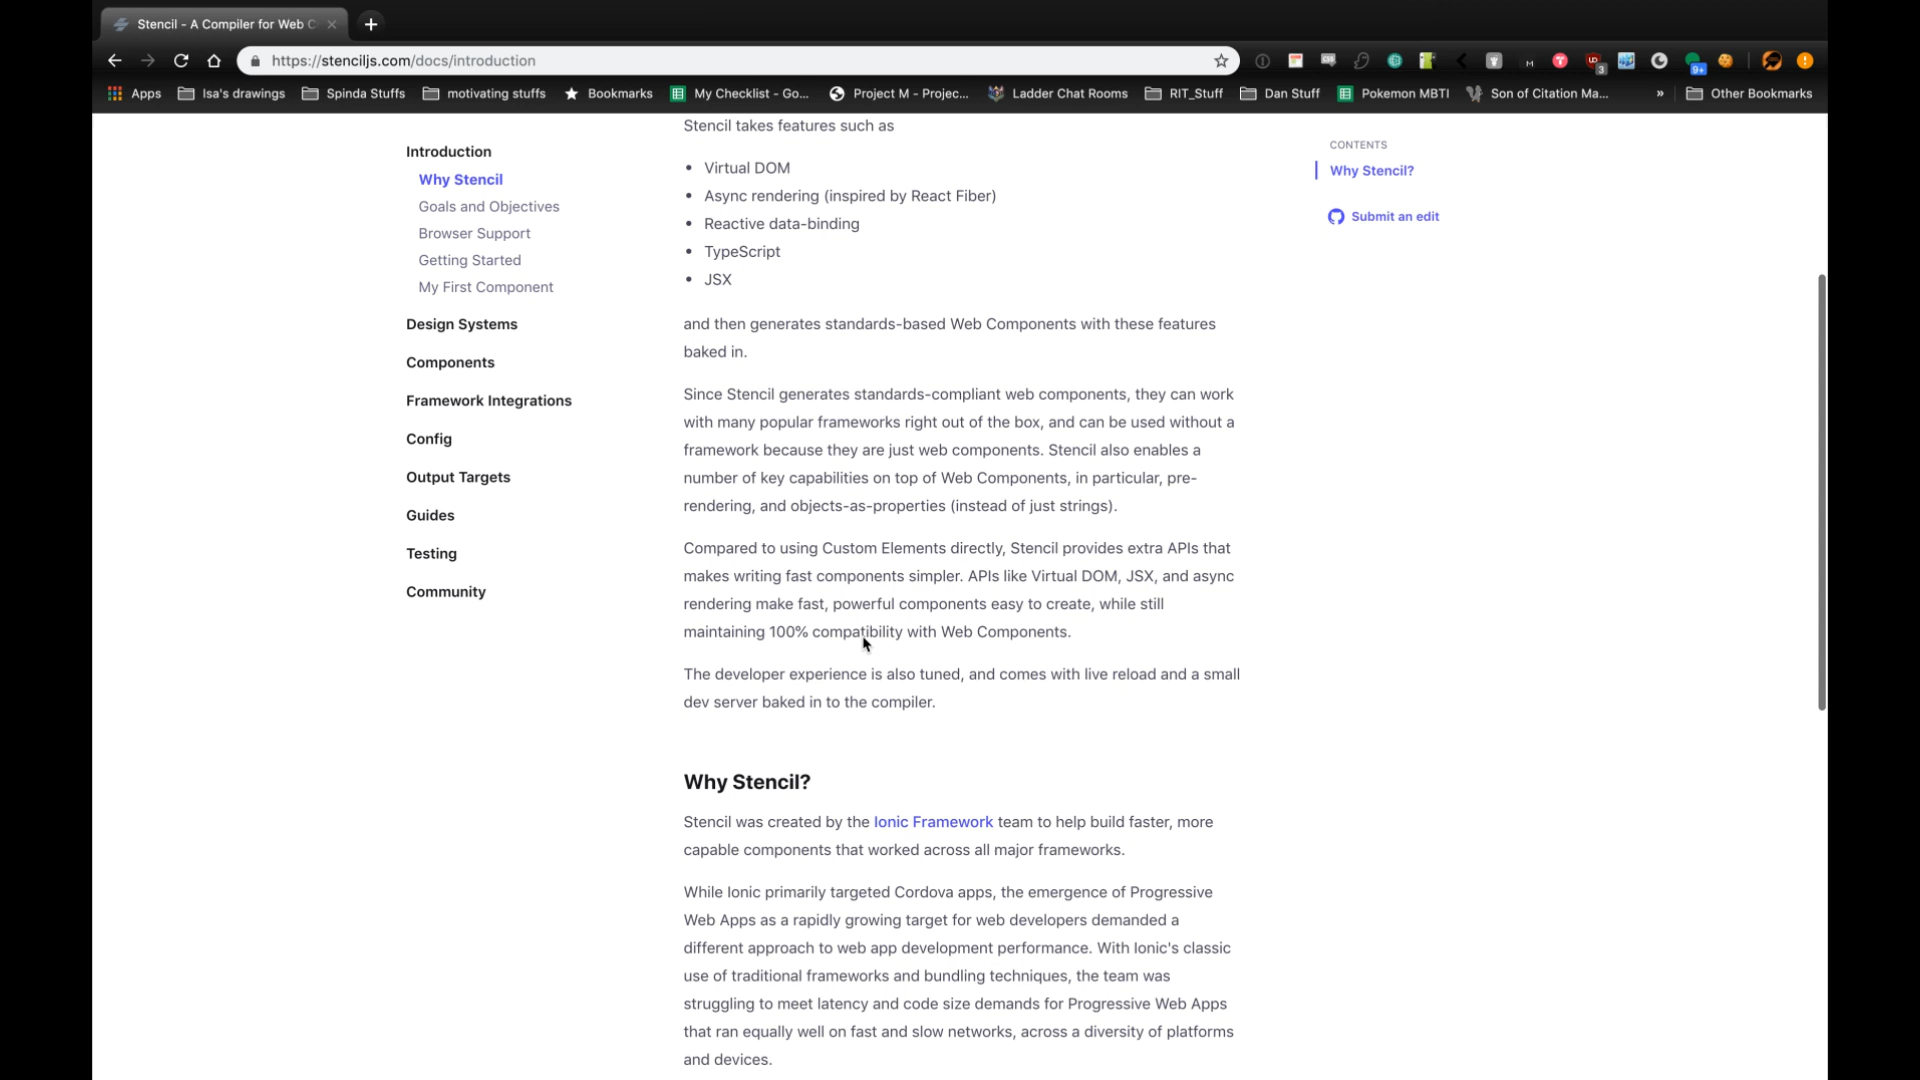 Stencil - A Compiler for Web C
https://stenciljs.com/docs/introduction
Apps
Isa's drawings
Spinda Stuffs
motivating stuffs
Bookmarks
My Checklist - Go...
Project M - Projec...
Ladder Chat Rooms
RIT_Stuff
Dan Stuff
Pokemon MBTI
Son of Citation Ma...
»
Other Bookmarks
Introduction
Why Stencil
Goals and Objectives
Browser Support
Getting Started
My First Component
Design Systems
Components
Framework Integrations
Config
Output Targets
Guides
Testing
Community
Stencil takes features such as
• Virtual DOM
• Async rendering (inspired by React Fiber)
• Reactive data-binding
• TypeScript
• JSX
and then generates standards-based Web Components with these features
baked in.
Since Stencil generates standards-compliant web components, they can work
with many popular frameworks right out of the box, and can be used without a
framework because they are just web components. Stencil also enables a
number of key capabilities on top of Web Components, in particular, pre-
rendering, and objects-as-properties (instead of just strings).
Compared to using Custom Elements directly, Stencil provides extra APIs that
makes writing fast components simpler. APIs like Virtual DOM, JSX, and async
rendering make fast, powerful components easy to create, while still
maintaining 100% compatibility with Web Components.
The developer experience is also tuned, and comes with live reload and a small
dev server baked in to the compiler.
Why Stencil?
Stencil was created by the Ionic Framework team to help build faster, more
capable components that worked across all major frameworks.
While Ionic primarily targeted Cordova apps, the emergence of Progressive
Web Apps as a rapidly growing target for web developers demanded a
different approach to web app development performance. With Ionic's classic
use of traditional frameworks and bundling techniques, the team was
struggling to meet latency and code size demands for Progressive Web Apps
that ran equally well on fast and slow networks, across a diversity of platforms
and devices.
CONTENTS
Why Stencil?
Submit an edit